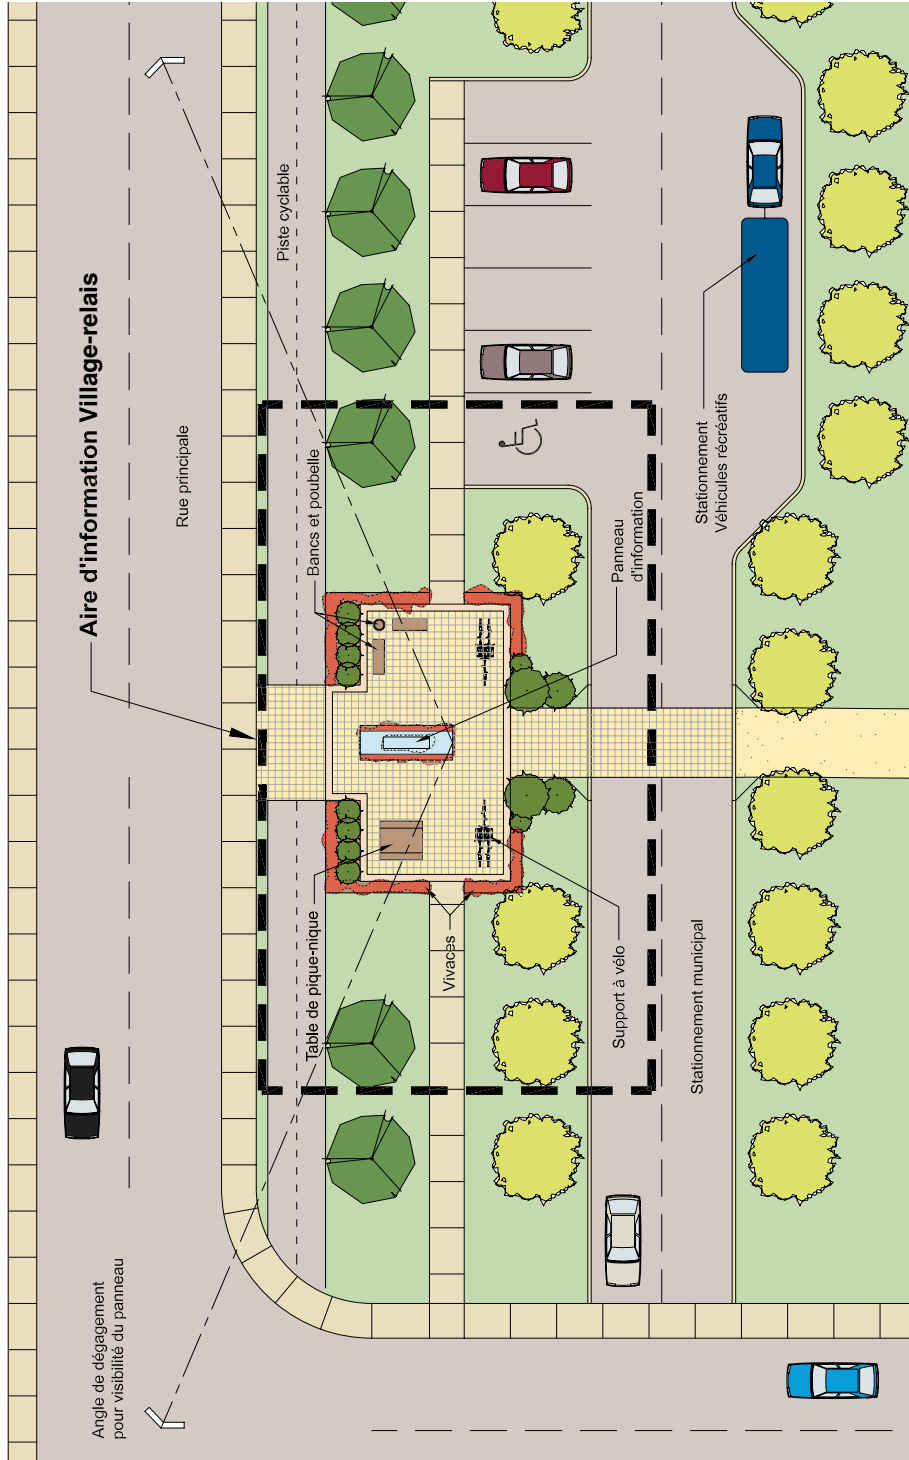 Aire d'information Village-relais
Rue principale
Piste cyclable
Bancs et poubelle
Stationnement
Véhicules récréatifs
Panneau
d'information
Table de pique-nique
Vivaces
Support à vélo
Stationnement municipal
Angle de dégagement
pour visibilité du panneau